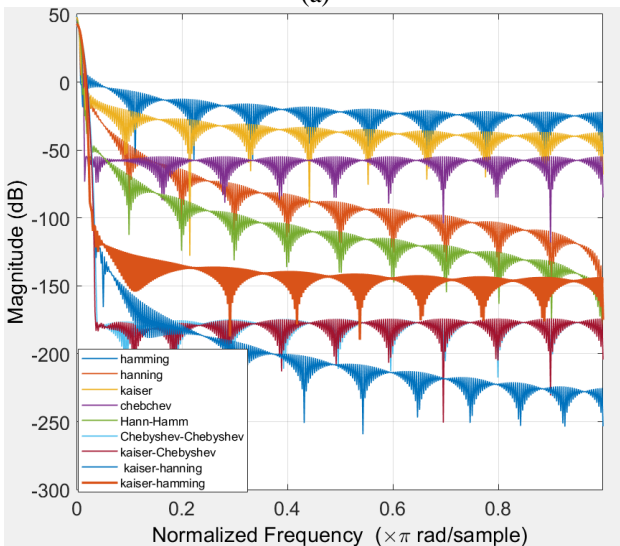 (a)
50
0
-50
-100
-150
-200
-250
-300
Magnitude (dB)
hamming
hanning
kaiser
chebchev
Hann-Hamm
Chebyshev-Chebyshev
kaiser-Chebyshev
kaiser-hanning
kaiser-hamming
0 0.2 0.4 0.6 0.8
Normalized Frequency (×π rad/sample)